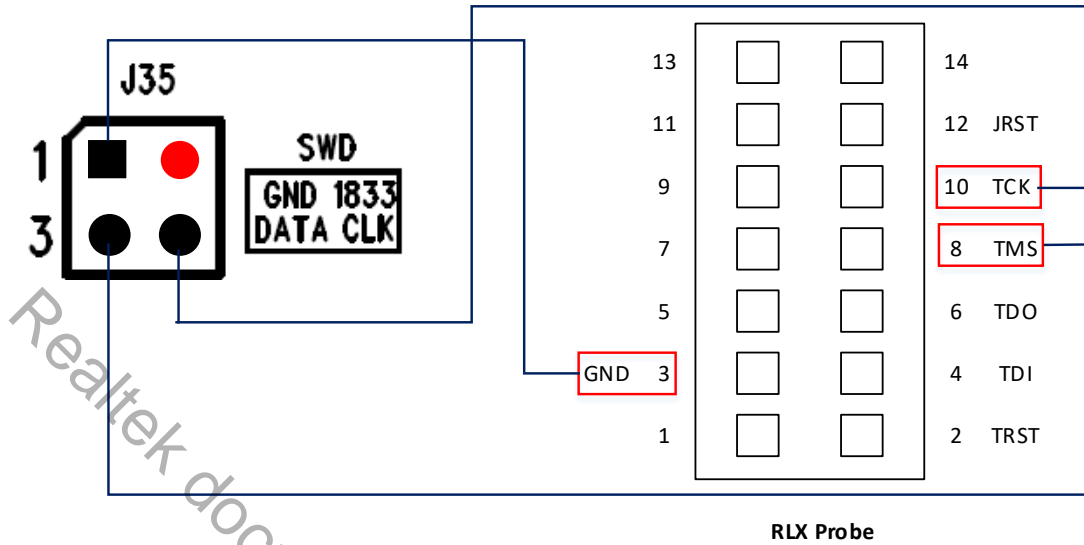 J35
1
3
SWD
GND 1833
DATA CLK
13 14
11 12 JRST
9 10 TCK
7 8 TMS
5 6 TDO
GND 3 4 TDI
1 2 TRST
RLX Probe
Realtek